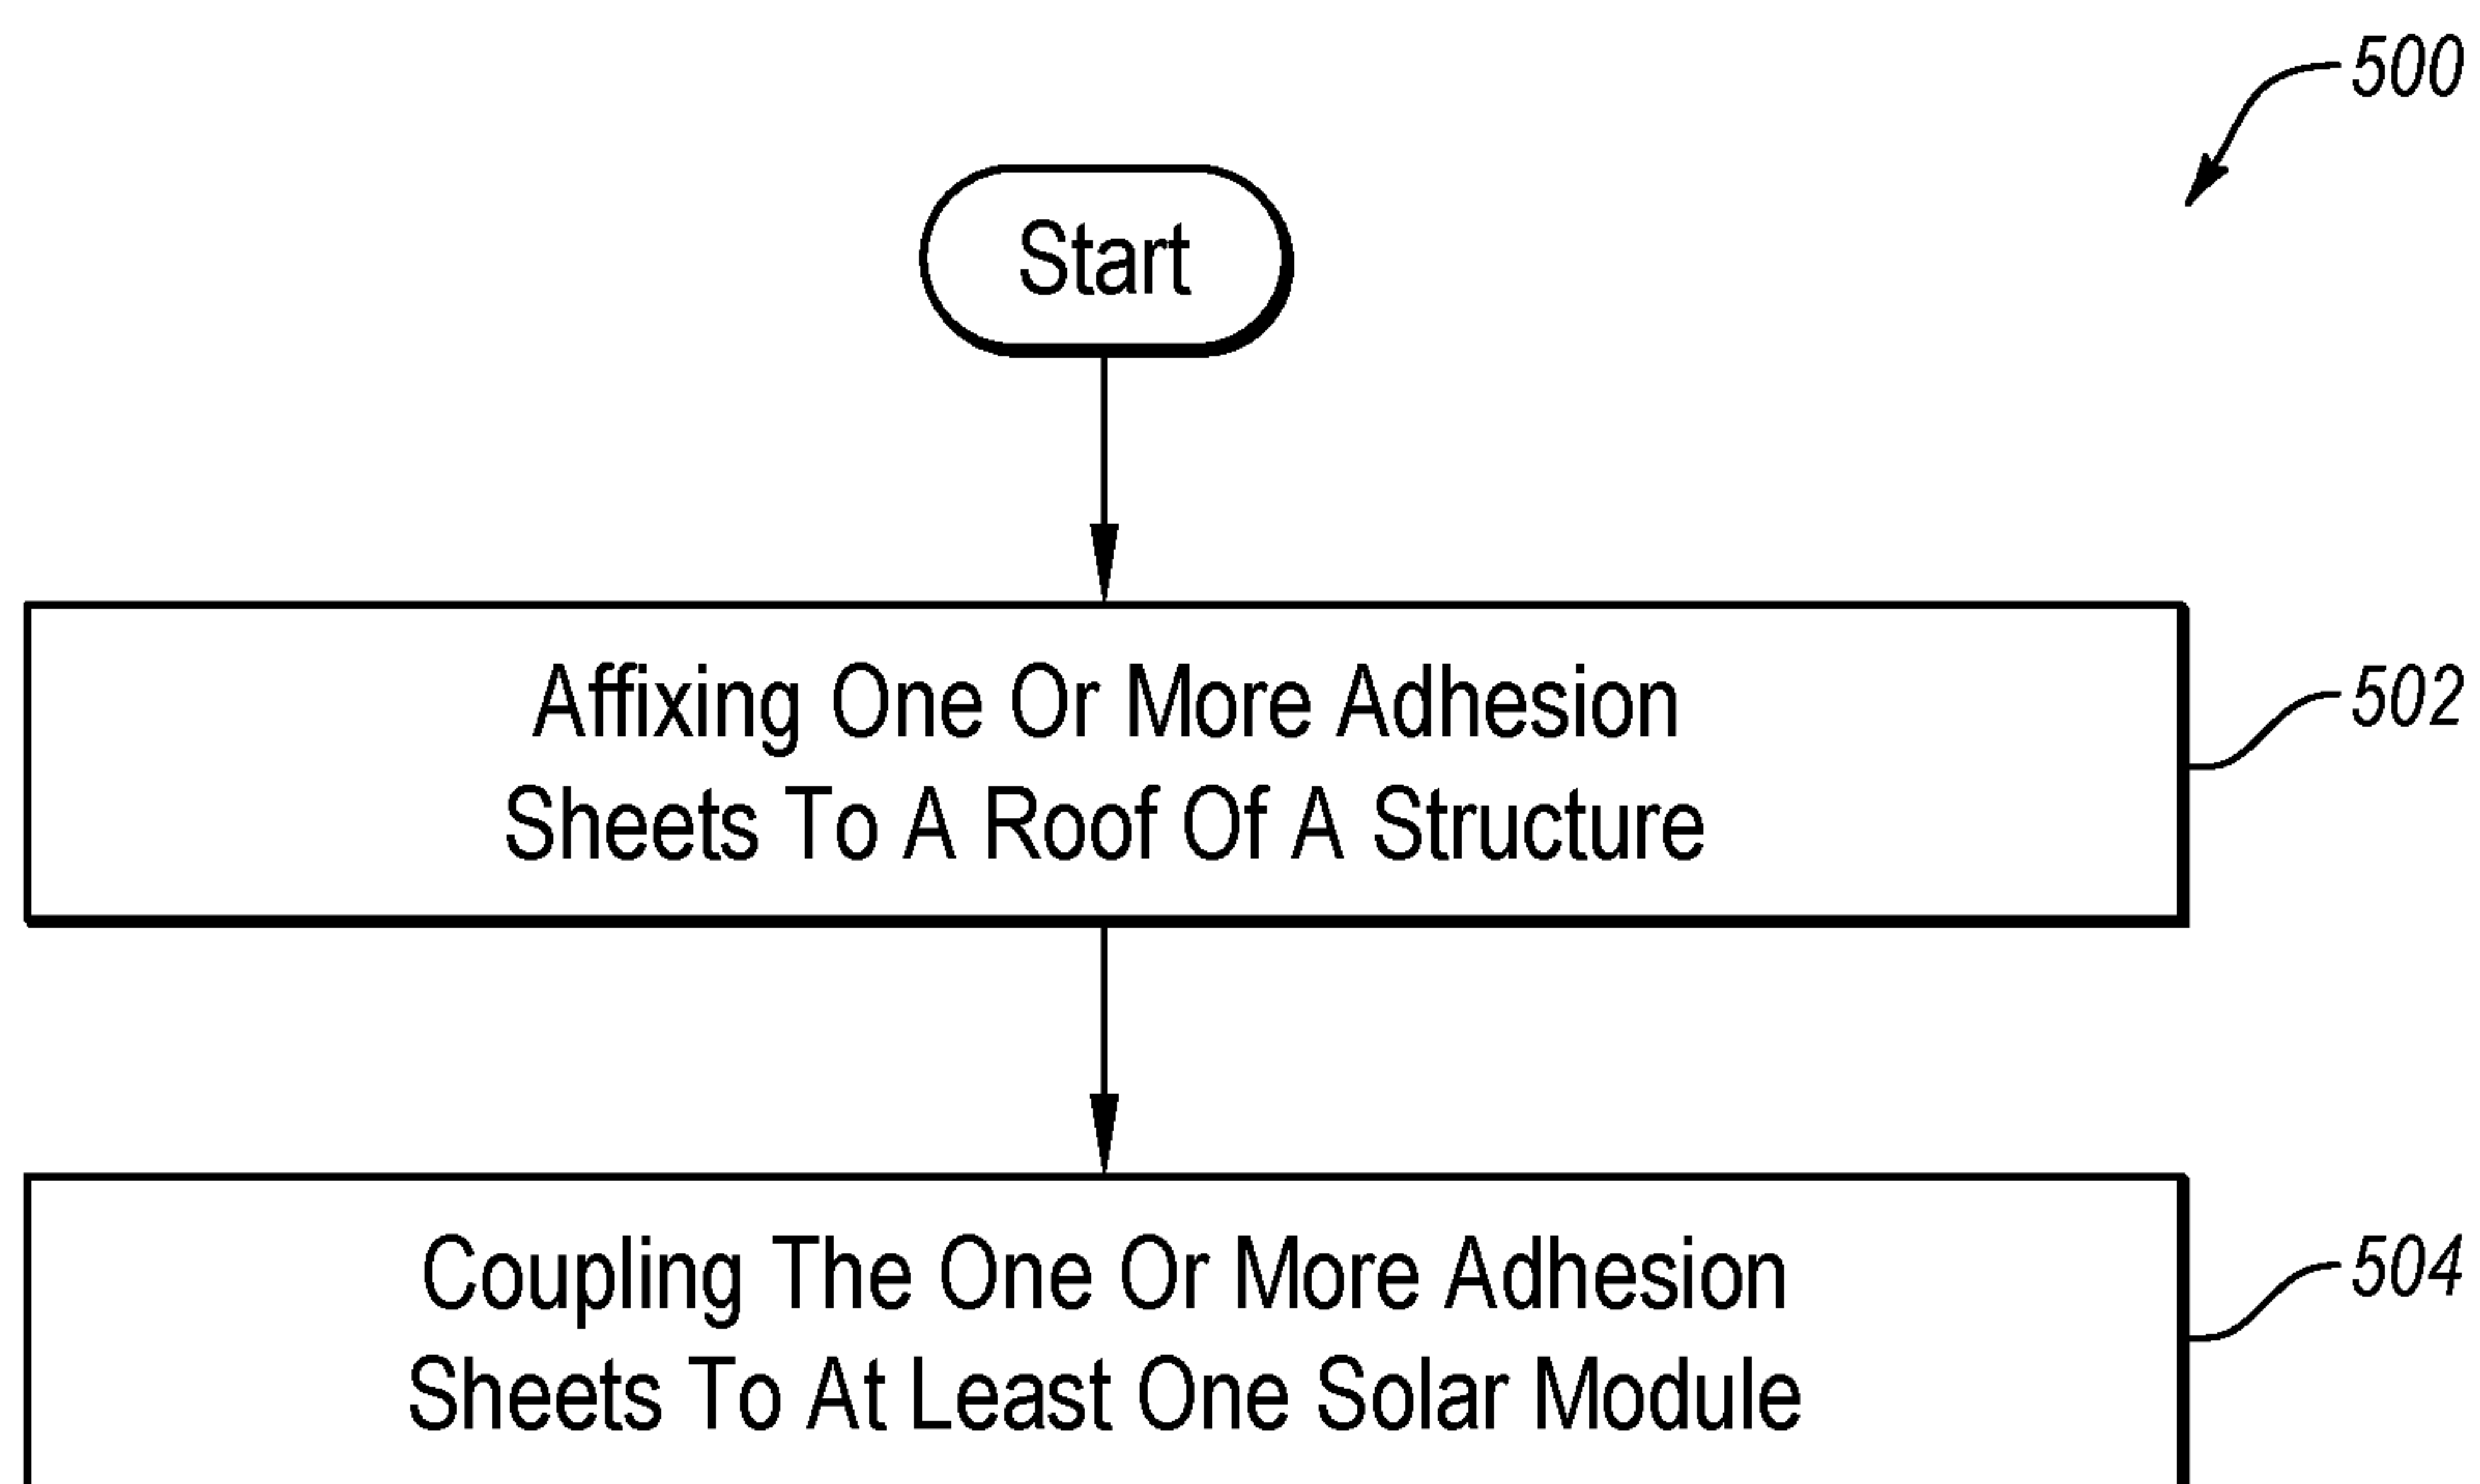 500
Start
Affixing One Or More Adhesion
Sheets To A Roof Of A Structure
502
Coupling The One Or More Adhesion
Sheets To At Least One Solar Module
504